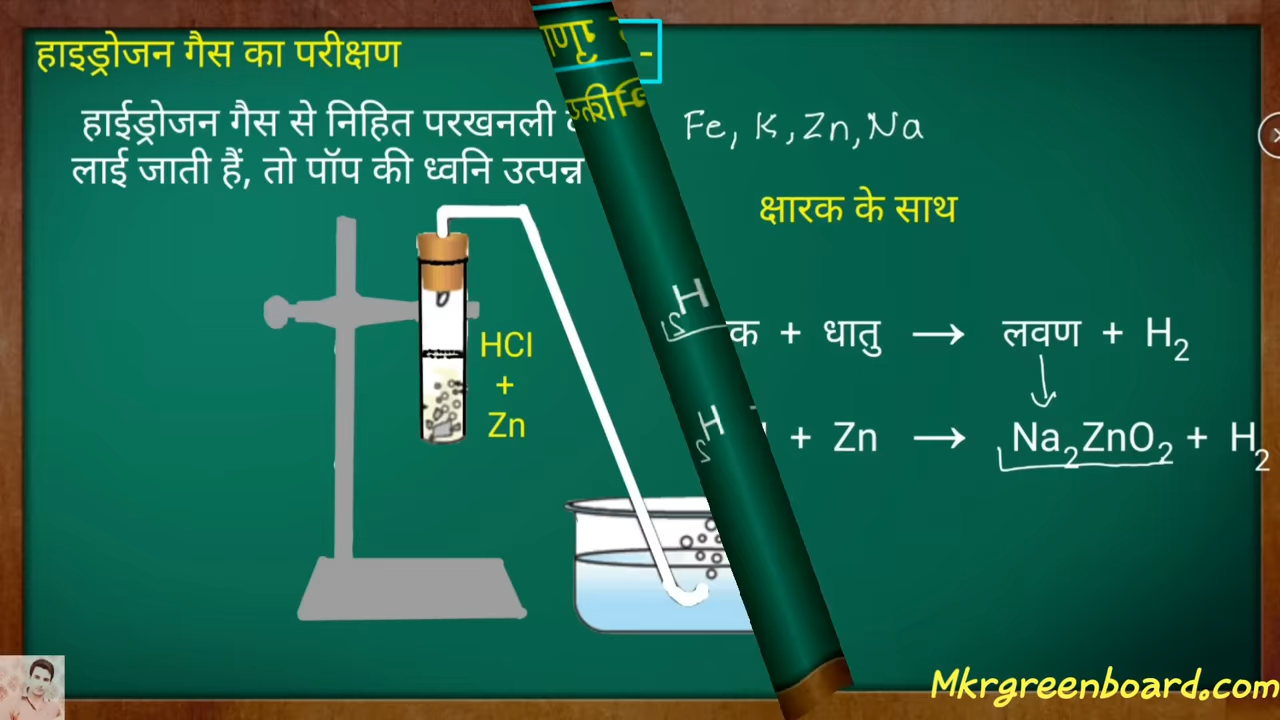 हाइड्रोजन गैस का परीक्षण
हाईड्रोजन गैस से निहित परखनली
लाई जाती हैं, तो पॉप की ध्वनि उत्पन्न
HCl
+
Zn
-
Fe, K, Zn, Na
क्षारक के साथ
क + धातु → लवण + H2
+ Zn → Na2ZnO2 + H2
Mkrgreenboard.com